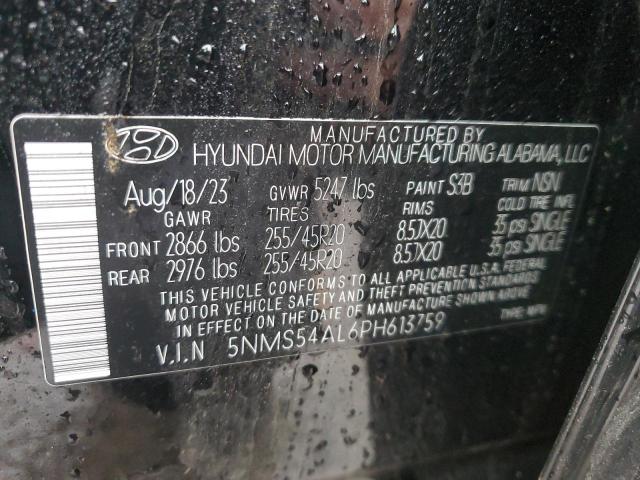 MANUFACTURED BY
HYUNDAI MOTOR MANUFACTURING ALABAMA, LLC
Aug/18/23 GVWR 5247 lbs PAINT S3B TRIM: NSN
GAWR TIRES RIMS COLD TIRE INFL.
FRONT 2866 lbs 255/45R20 8.5JX20 35 psi SINGLE
REAR 2976 lbs 255/45R20 8.5JX20 35 psi SINGLE
THIS VEHICLE CONFORMS TO ALL APPLICABLE U.S.A. FEDERAL
MOTOR VEHICLE SAFETY AND BUMPER STANDARDS
IN EFFECT ON THE DATE OF MANUFACTURE SHOWN ABOVE
V.I.N 5NMS54AL6PH613759 TYPE: MPV